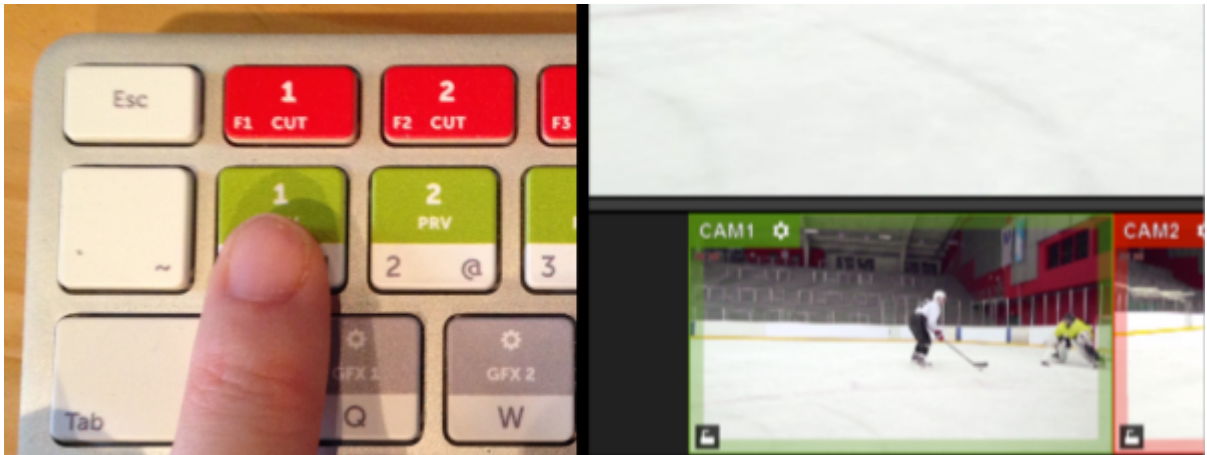 Esc
1
F1 CUT
2
F2 CUT
F3
` ~
1
2
PRV
2 @
3
Tab
GFX 1
Q
GFX 2
W
CAM1
CAM2